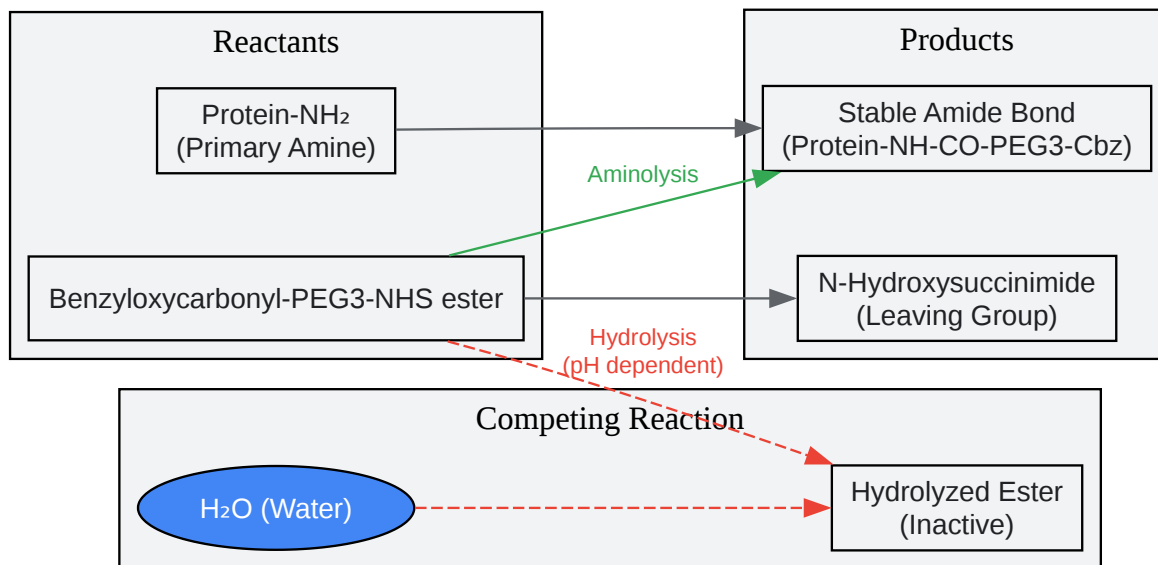 Reactants
Protein-NH₂
(Primary Amine)
Benzyloxycarbonyl-PEG3-NHS ester
Products
Stable Amide Bond
(Protein-NH-CO-PEG3-Cbz)
N-Hydroxysuccinimide
(Leaving Group)
Aminolysis
Hydrolysis
(pH dependent)
Competing Reaction
H₂O (Water)
Hydrolyzed Ester
(Inactive)